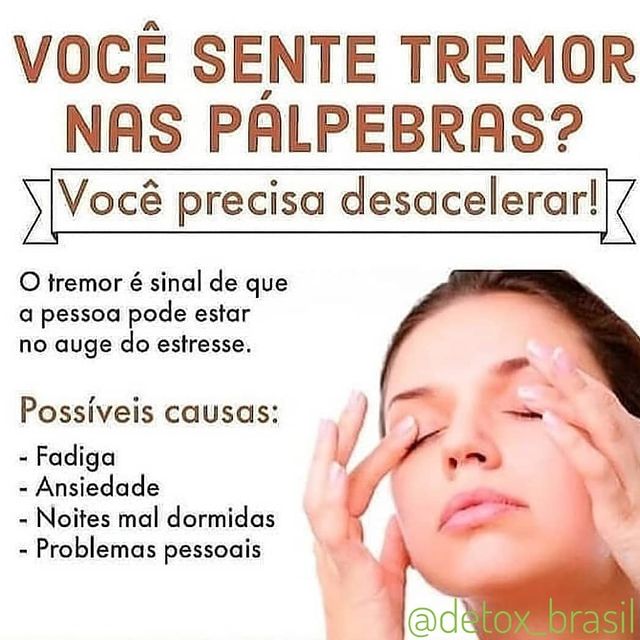 VOCÊ SENTE TREMOR
NAS PÁLPEBRAS?
Você precisa desacelerar!
O tremor é sinal de que
a pessoa pode estar
no auge do estresse.
Possíveis causas:
- Fadiga
- Ansiedade
- Noites mal dormidas
- Problemas pessoais
@detox_brasil